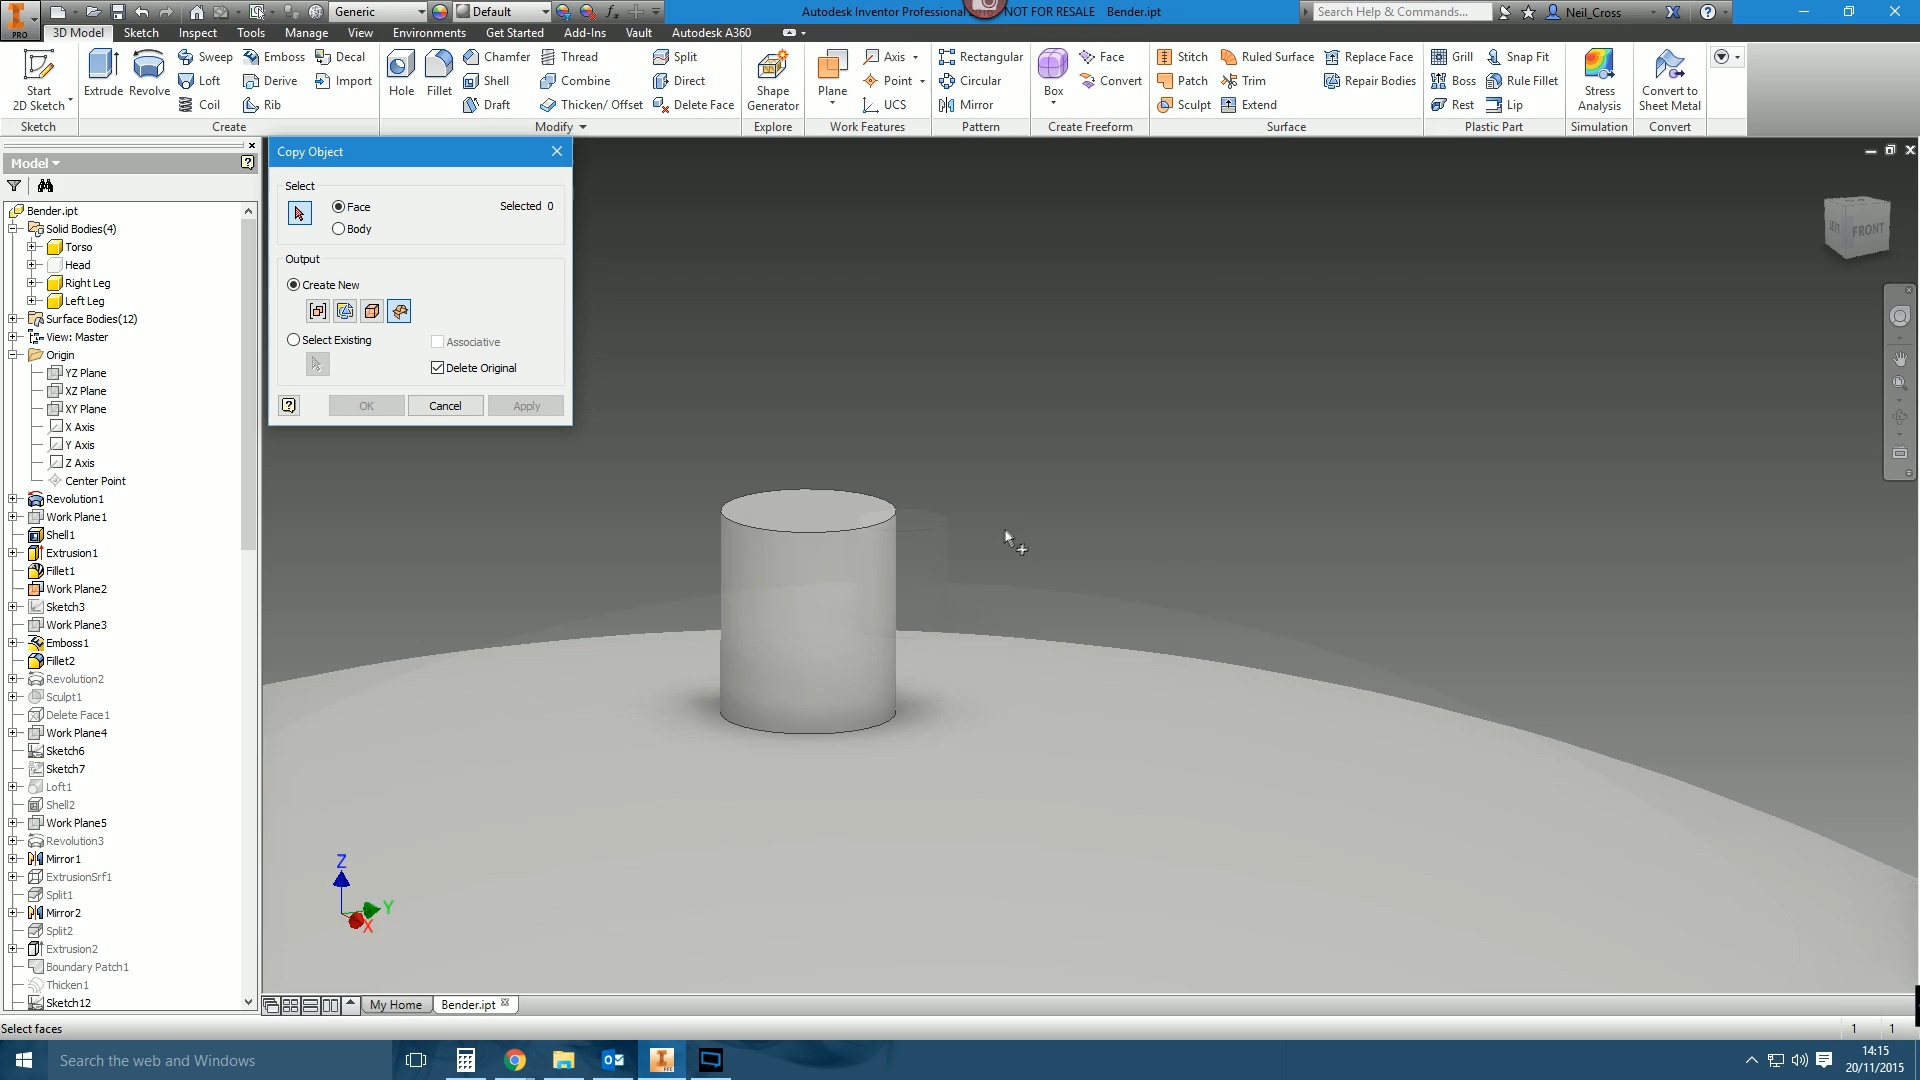 Generic
Default
Autodesk Inventor Professional
NOT FOR RESALE Bender.ipt
Search Help & Commands...
Neil_Cross
PRO
3D Model
Sketch
Inspect
Tools
Manage
View
Environments
Get Started
Add-Ins
Vault
Autodesk A360
Start
2D Sketch
Extrude
Revolve
Sweep
Loft
Coil
Emboss
Derive
Rib
Decal
Import
Hole
Fillet
Chamfer
Shell
Draft
Thread
Combine
Thicken/ Offset
Split
Direct
Delete Face
Shape
Generator
Plane
Axis
Point
UCS
Rectangular
Circular
Mirror
Box
Face
Convert
Stitch
Patch
Sculpt
Ruled Surface
Trim
Extend
Replace Face
Repair Bodies
Grill
Boss
Rest
Snap Fit
Rule Fillet
Lip
Stress
Analysis
Convert to
Sheet Metal
Sketch
Create
Modify
Explore
Work Features
Pattern
Create Freeform
Surface
Plastic Part
Simulation
Convert
Model
Bender.ipt
Solid Bodies(4)
Torso
Head
Right Leg
Left Leg
Surface Bodies(12)
View: Master
Origin
YZ Plane
XZ Plane
XY Plane
X Axis
Y Axis
Z Axis
Center Point
Revolution1
Work Plane1
Shell1
Extrusion1
Fillet1
Work Plane2
Sketch3
Work Plane3
Emboss1
Fillet2
Revolution2
Sculpt1
Delete Face1
Work Plane4
Sketch6
Sketch7
Loft1
Shell2
Work Plane5
Revolution3
Mirror1
ExtrusionSrf1
Split1
Mirror2
Split2
Extrusion2
Boundary Patch1
Thicken1
Sketch12
Copy Object
Select
Face
Selected 0
Body
Output
Create New
Select Existing
Associative
Delete Original
OK
Cancel
Apply
LEFT
FRONT
Z
Y
X
My Home
Bender.ipt
Select faces
1
1
Search the web and Windows
14:15
20/11/2015